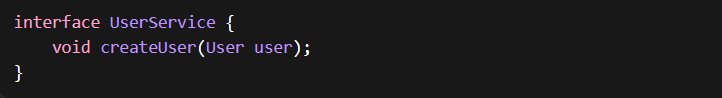 interface UserService {
    void createUser(User user);
}